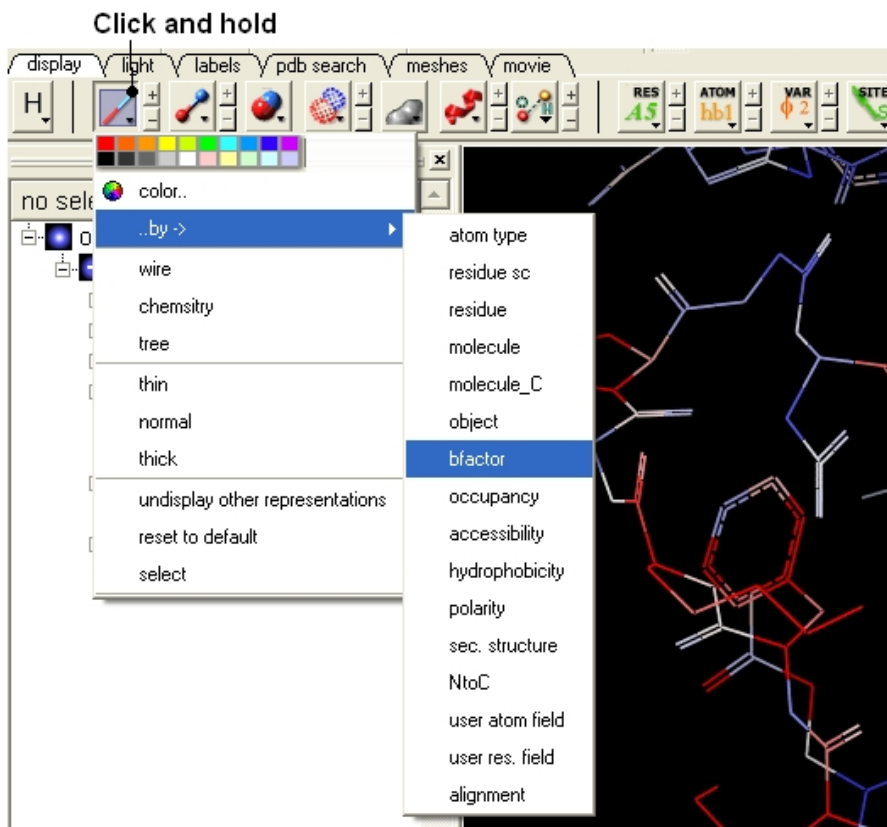 Click and hold
display light labels pdb search meshes movie
H RES A5 ATOM hb1 VAR ϕ 2 SITE
color..
no sele
..by ->
wire
chemsitry
tree
thin
normal
thick
undisplay other representations
reset to default
select
atom type
residue sc
residue
molecule
molecule_C
object
bfactor
occupancy
accessibility
hydrophobicity
polarity
sec. structure
NtoC
user atom field
user res. field
alignment